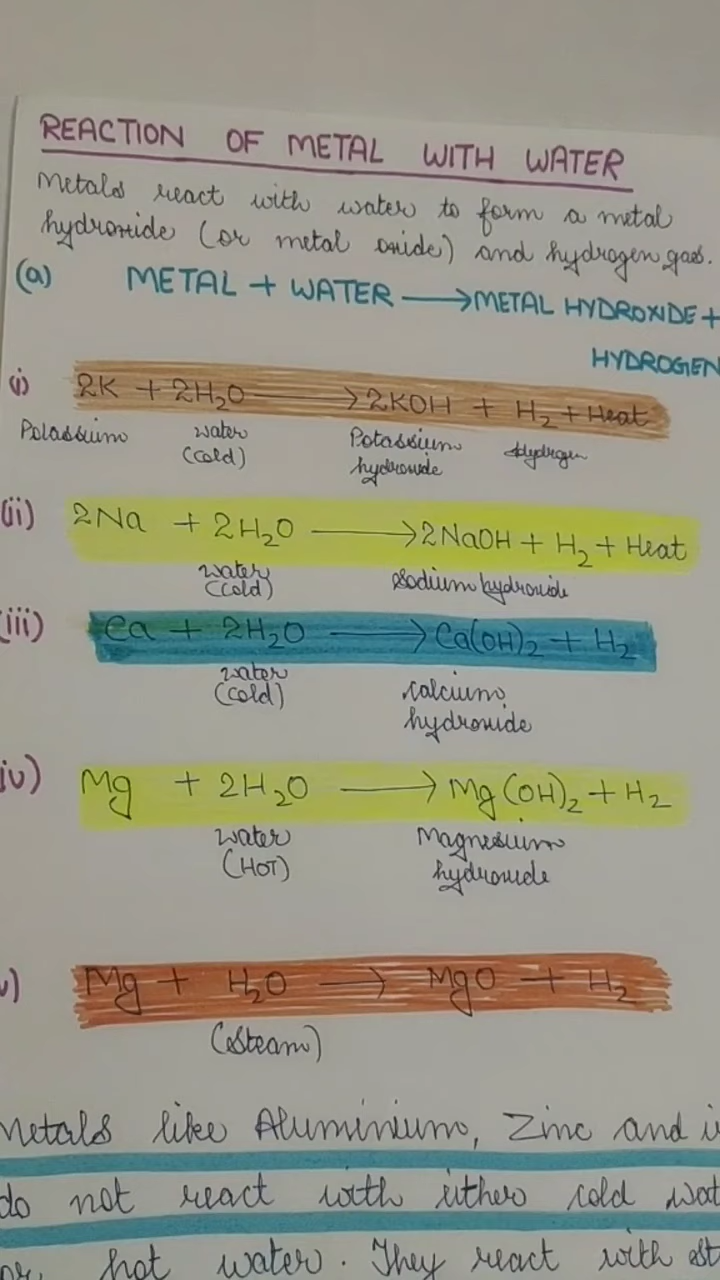 REACTION OF METAL WITH WATER
Metals react with water to form a metal
hydroxide (or metal oxide) and hydrogen gas.
(a) METAL + WATER ⟶ METAL HYDROXIDE +
HYDROGEN
(i) 2K + 2H₂O ⟶ 2KOH + H₂ + Heat
Potassium water Potassium Hydrogen
(cold) hydroxide
(ii) 2Na + 2H₂O ⟶ 2NaOH + H₂ + Heat
water sodium hydroxide
(cold)
(iii) Ca + 2H₂O ⟶ Ca(OH)₂ + H₂
water calcium
(cold) hydroxide
iv) Mg + 2H₂O ⟶ Mg(OH)₂ + H₂
water Magnesium
(HOT) hydroxide
v) Mg + H₂O ⟶ MgO + H₂
(steam)
Metals like Aluminium, Zinc and
do not react with either cold wat
or hot water. They react with st